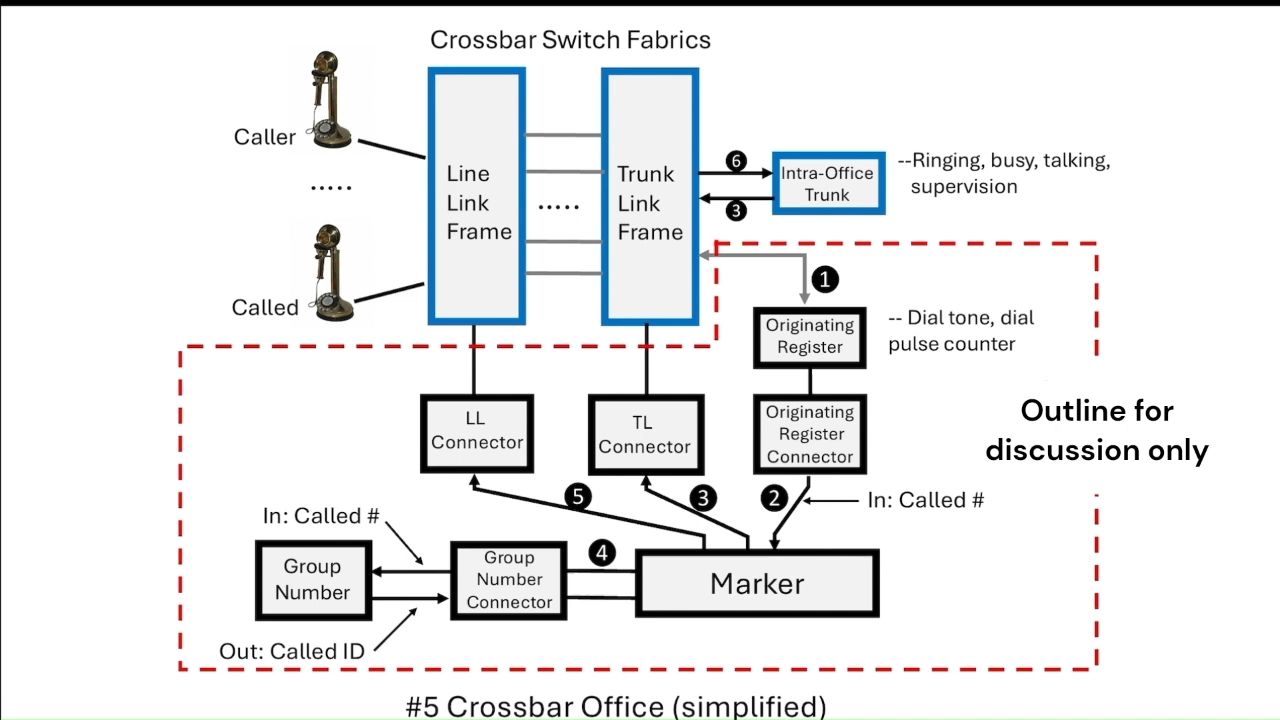 Crossbar Switch Fabrics
Caller
.....
Called
Line
Link
Frame
.....
Trunk
Link
Frame
6
3
Intra-Office
Trunk
--Ringing, busy, talking,
supervision
1
Originating
Register
-- Dial tone, dial
pulse counter
LL
Connector
TL
Connector
Originating
Register
Connector
Outline for
discussion only
5
3
2
In: Called #
In: Called #
Group
Number
Group
Number
Connector
4
Marker
Out: Called ID
#5 Crossbar Office (simplified)